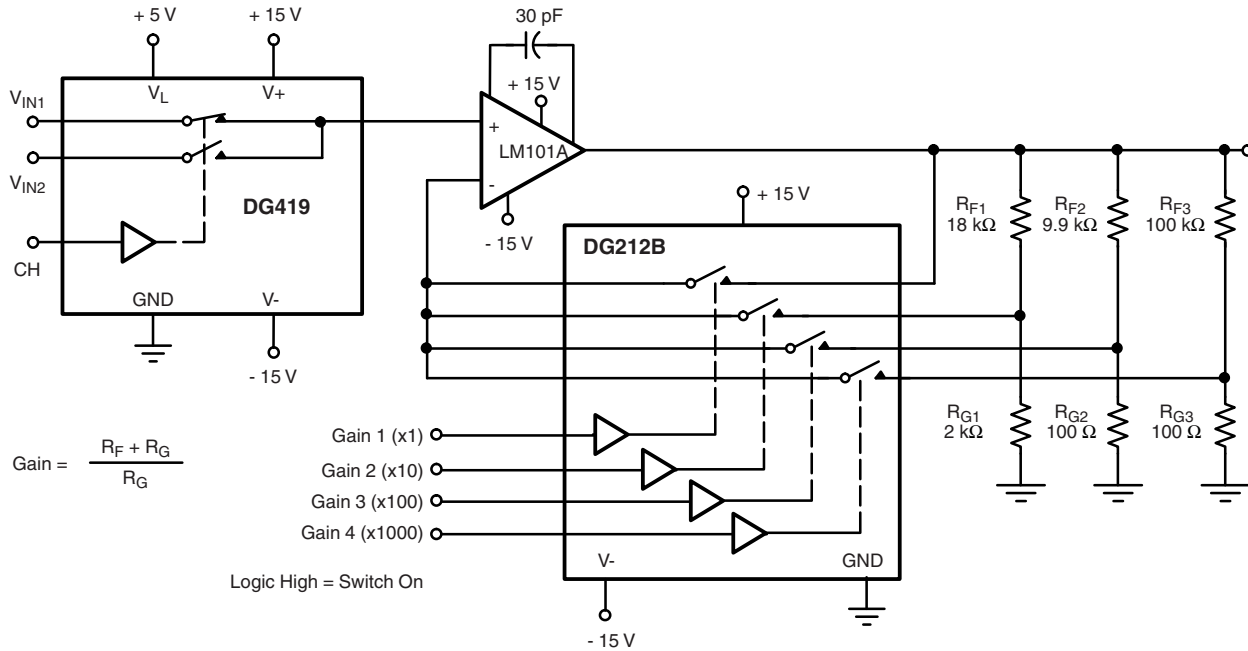 + 5 V
+ 15 V
30 pF
V_IN1
V_L
V+
V_IN2
DG419
CH
GND
V-
- 15 V
+ 15 V
+
LM101A
-
- 15 V
+ 15 V
DG212B
R_F1
18 kΩ
R_F2
9.9 kΩ
R_F3
100 kΩ
R_G1
2 kΩ
R_G2
100 Ω
R_G3
100 Ω
Gain = R_F + R_G
R_G
Gain 1 (x1)
Gain 2 (x10)
Gain 3 (x100)
Gain 4 (x1000)
Logic High = Switch On
V-
GND
- 15 V